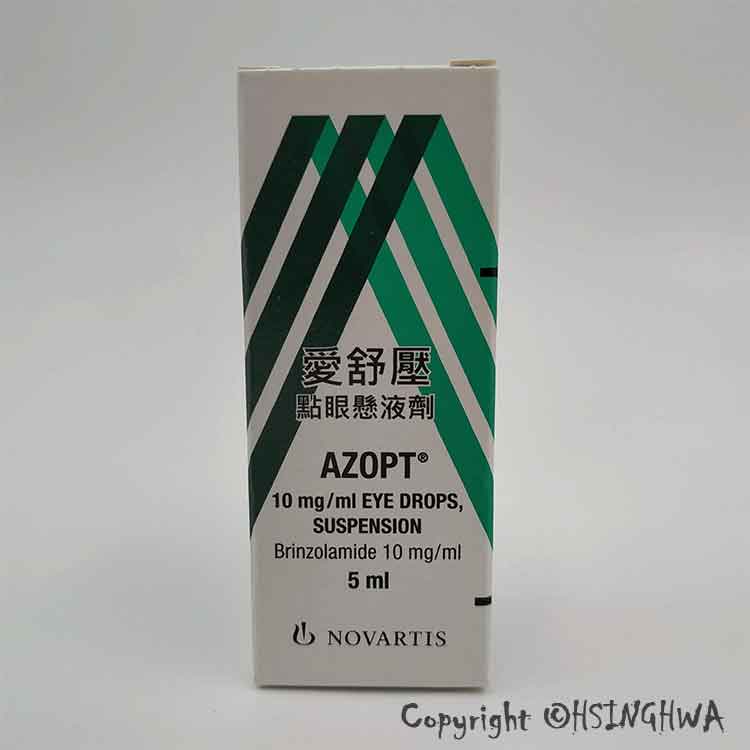 愛舒壓
點眼懸液劑
AZOPT®
10 mg/ml EYE DROPS,
SUSPENSION
Brinzolamide 10 mg/ml
5 ml
NOVARTIS
Copyright ©HSINGHWA